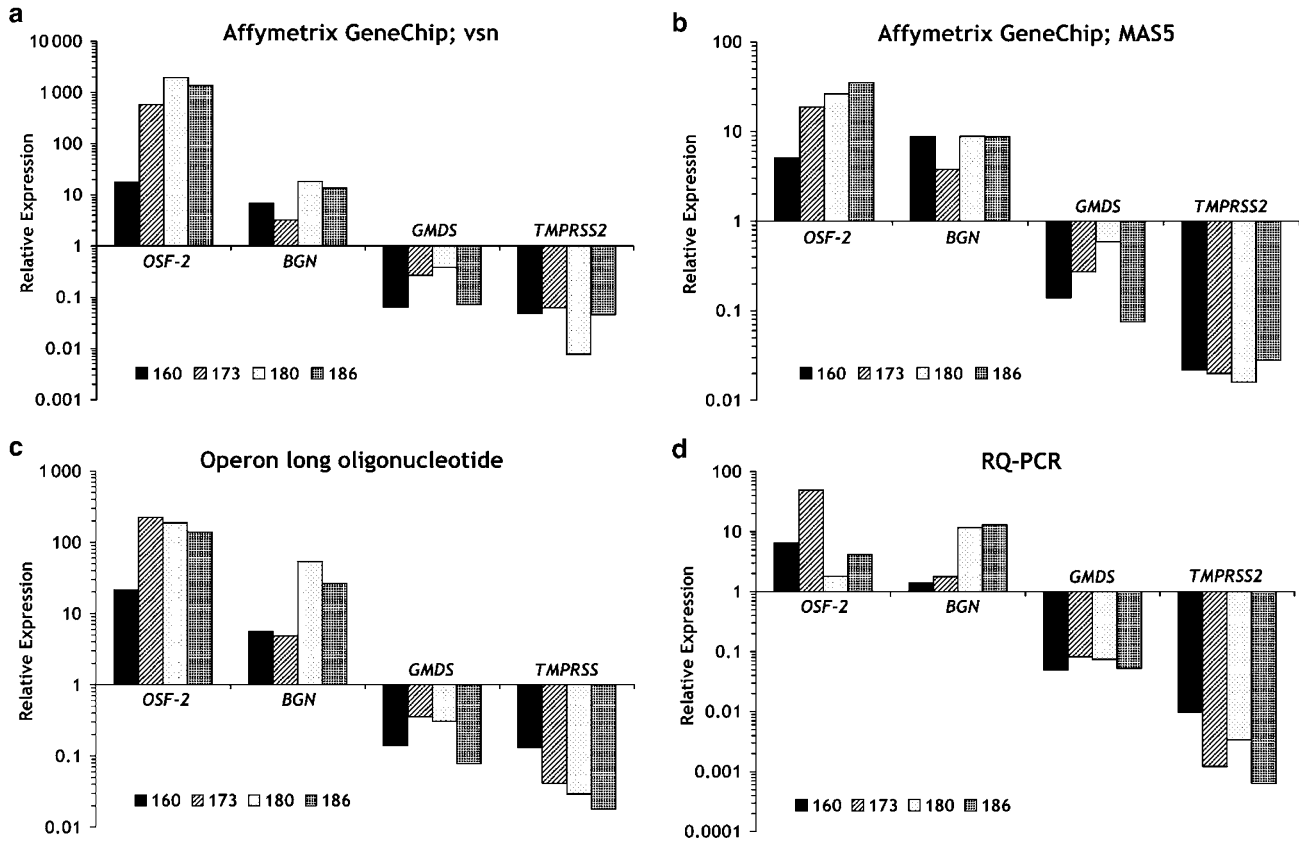 a
Affymetrix GeneChip; vsn
Relative Expression
10 000
1000
100
10
1
0.1
0.01
0.001
OSF-2
BGN
GMDS
TMPRSS2
160 173 180 186
b
Affymetrix GeneChip; MAS5
Relative Expression
100
10
1
0.1
0.01
OSF-2
BGN
GMDS
TMPRSS2
160 173 180 186
c
Operon long oligonucleotide
Relative Expression
1 000
100
10
1
0.1
0.01
OSF-2
BGN
GMDS
TMPRSS
160 173 180 186
d
RQ-PCR
Relative Expression
100
10
1
0.1
0.01
0.001
0.0001
OSF-2
BGN
GMDS
TMPRSS2
160 173 180 186